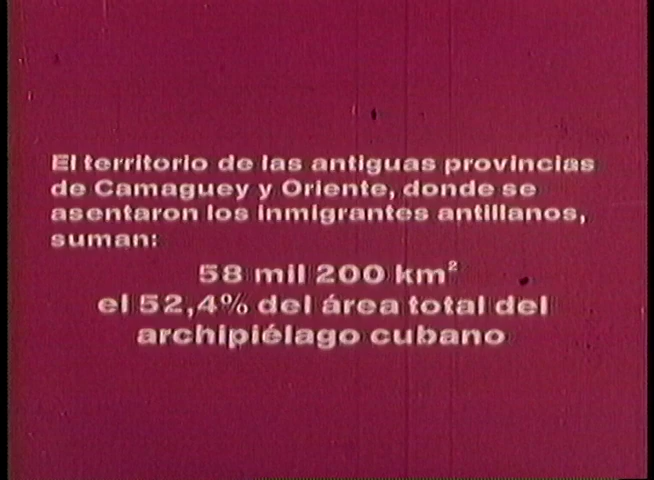 El territorio de las antiguas provincias
de Camaguey y Oriente, donde se
asentaron los inmigrantes antillanos,
suman:
58 mil 200 km²
el 52,4% del área total del
archipiélago cubano